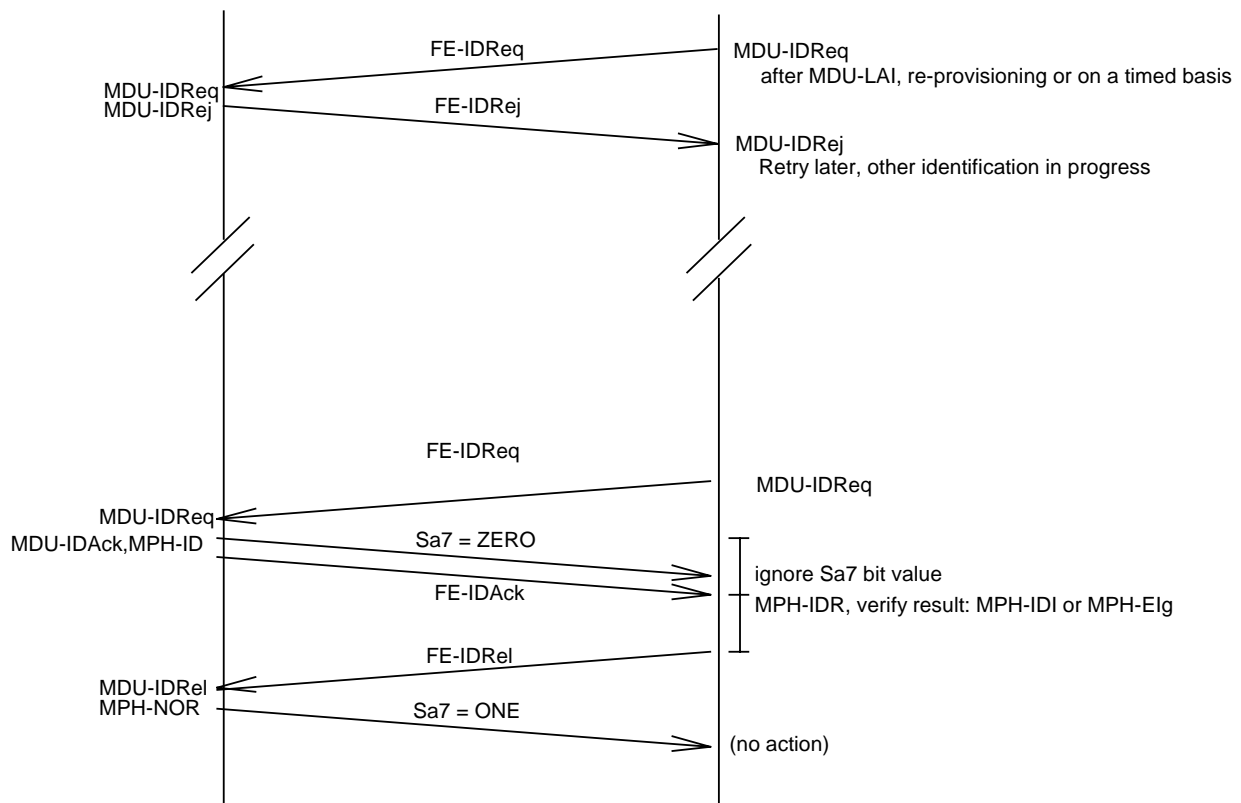 FE-IDReq
MDU-IDReq
after MDU-LAI, re-provisioning or on a timed basis
MDU-IDReq
MDU-IDRej
FE-IDRej
MDU-IDRej
Retry later, other identification in progress
FE-IDReq
MDU-IDReq
MDU-IDReq
MDU-IDAck,MPH-ID
Sa7 = ZERO
ignore Sa7 bit value
FE-IDAck
MPH-IDR, verify result: MPH-IDI or MPH-EIg
FE-IDRel
MDU-IDRel
MPH-NOR
Sa7 = ONE
(no action)